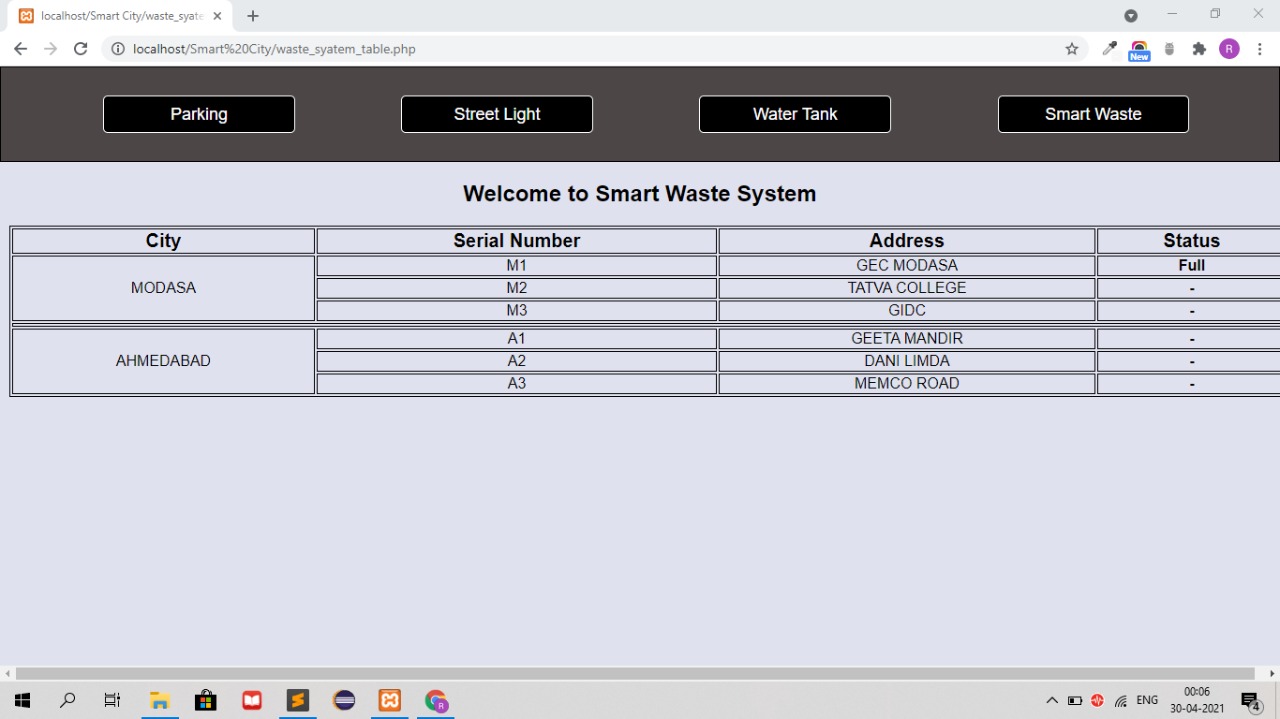 localhost/Smart City/waste_syate
localhost/Smart%20City/waste_syatem_table.php
New
R
Parking Street Light Water Tank Smart Waste
Welcome to Smart Waste System
City Serial Number Address Status
MODASA
M1 GEC MODASA Full
M2 TATVA COLLEGE -
M3 GIDC -
AHMEDABAD
A1 GEETA MANDIR -
A2 DANI LIMDA -
A3 MEMCO ROAD -
R
ENG
00:06
30-04-2021
4